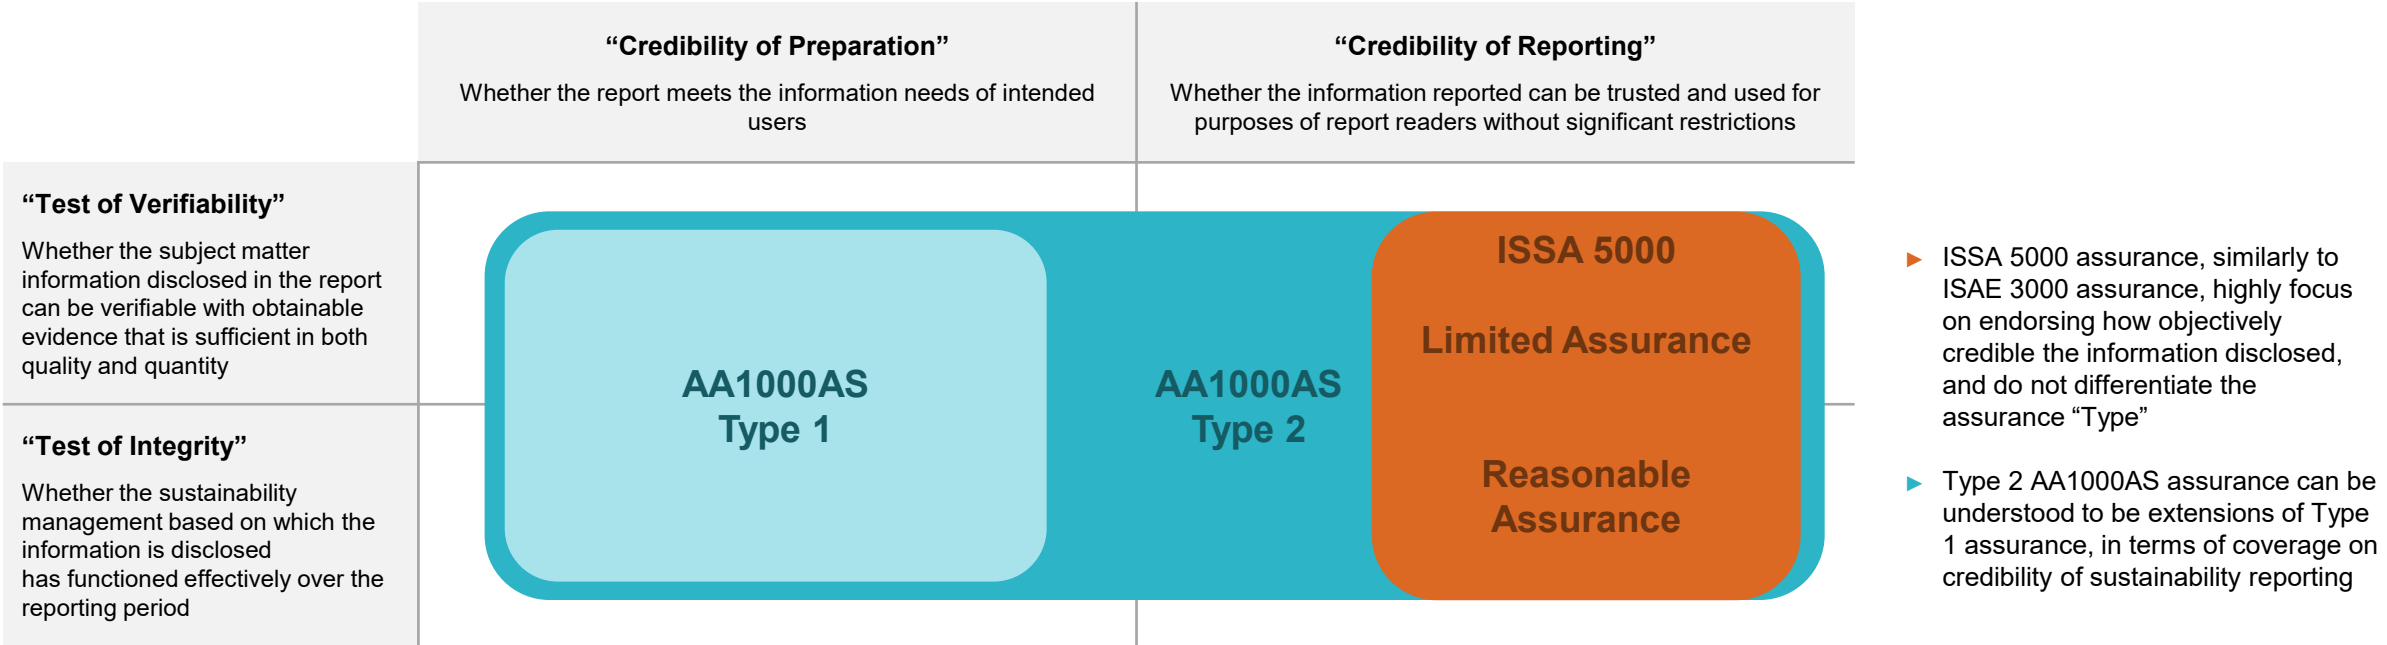 “Credibility of Preparation”
Whether the report meets the information needs of intended
users
“Credibility of Reporting”
Whether the information reported can be trusted and used for
purposes of report readers without significant restrictions
“Test of Verifiability”
Whether the subject matter
information disclosed in the report
can be verifiable with obtainable
evidence that is sufficient in both
quality and quantity
“Test of Integrity”
Whether the sustainability
management based on which the
information is disclosed
has functioned effectively over the
reporting period
AA1000AS
Type 1
AA1000AS
Type 2
ISSA 5000
Limited Assurance
Reasonable
Assurance
► ISSA 5000 assurance, similarly to
ISAE 3000 assurance, highly focus
on endorsing how objectively
credible the information disclosed,
and do not differentiate the
assurance “Type”
► Type 2 AA1000AS assurance can be
understood to be extensions of Type
1 assurance, in terms of coverage on
credibility of sustainability reporting